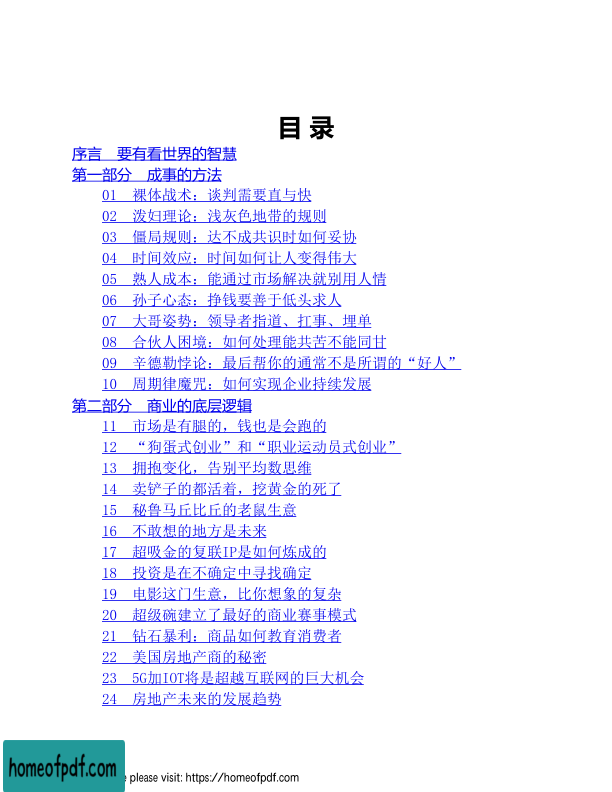 目录
序言　要有看世界的智慧
第一部分　成事的方法
01　裸体战术：谈判需要直与快
02　泼妇理论：浅灰色地带的规则
03　僵局规则：达不成共识时如何妥协
04　时间效应：时间如何让人变得伟大
05　熟人成本：能通过市场解决就别用人情
06　孙子心态：挣钱要善于低头求人
07　大哥姿势：领导者指道、扛事、埋单
08　合伙人困境：如何处理能共苦不能同甘
09　辛德勒悖论：最后帮你的通常不是所谓的“好人”
10　周期律魔咒：如何实现企业持续发展
第二部分　商业的底层逻辑
11　市场是有腿的，钱也是会跑的
12　“狗蛋式创业”和“职业运动员式创业”
13　拥抱变化，告别平均数思维
14　卖铲子的都活着，挖黄金的死了
15　秘鲁马丘比丘的老鼠生意
16　不敢想的地方是未来
17　超吸金的复联IP是如何炼成的
18　投资是在不确定中寻找确定
19　电影这门生意，比你想象的复杂
20　超级碗建立了最好的商业赛事模式
21　钻石暴利：商品如何教育消费者
22　美国房地产商的秘密
23　5G加IOT将是超越互联网的巨大机会
24　房地产未来的发展趋势
homeofpdf.com
please visit: https://homeofpdf.com